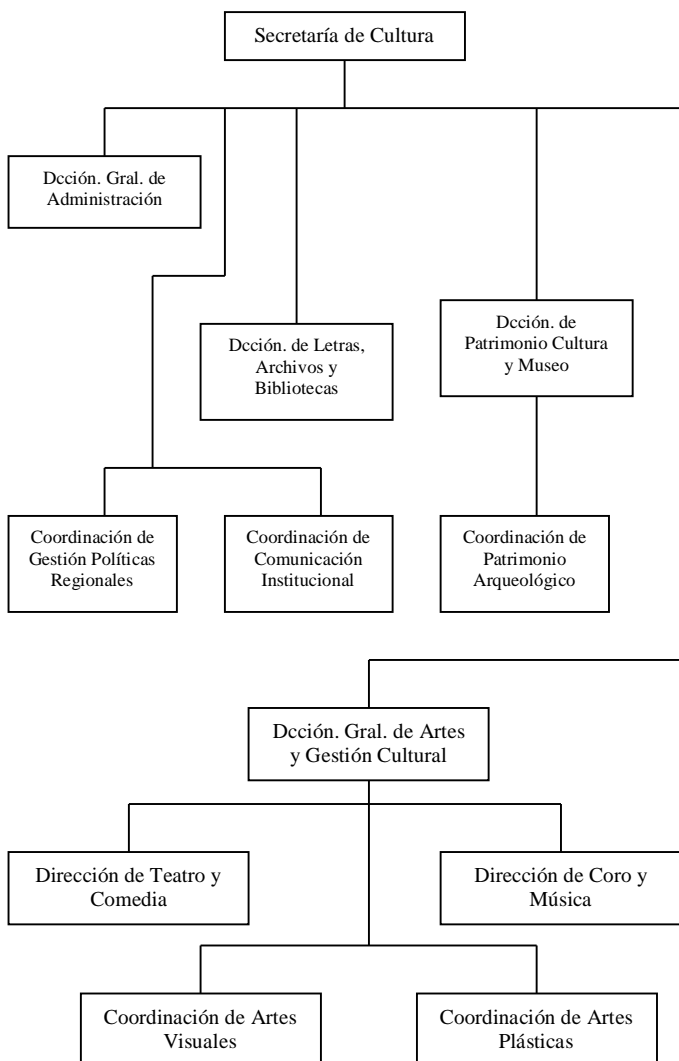 Secretaría de Cultura
Dcción. Gral. de
Administración
Dcción. de Letras,
Archivos y
Bibliotecas
Dcción. de
Patrimonio Cultura
y Museo
Coordinación de
Gestión Políticas
Regionales
Coordinación de
Comunicación
Institucional
Coordinación de
Patrimonio
Arqueológico
Dcción. Gral. de Artes
y Gestión Cultural
Dirección de Teatro y
Comedia
Dirección de Coro y
Música
Coordinación de Artes
Visuales
Coordinación de Artes
Plásticas